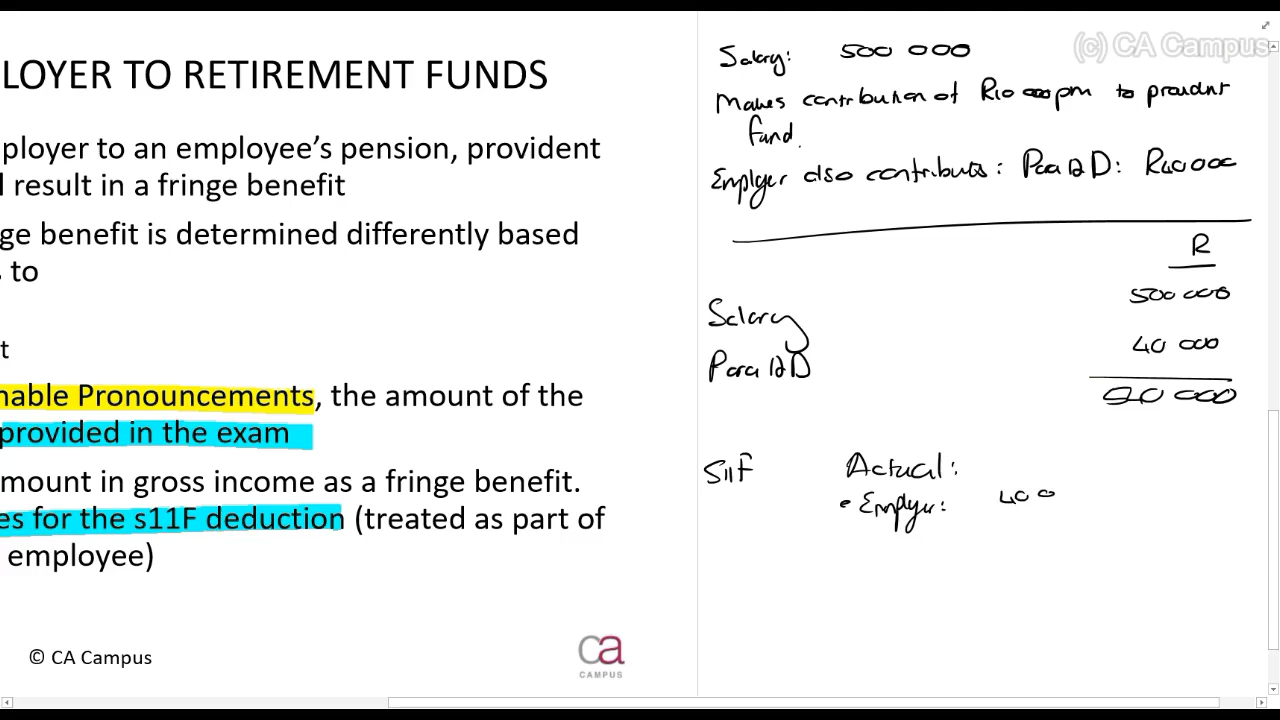 LOYER TO RETIREMENT FUNDS
ployer to an employee's pension, provident
l result in a fringe benefit
ge benefit is determined differently based
s to
t
nable Pronouncements, the amount of the
provided in the exam
mount in gross income as a fringe benefit.
es for the s11F deduction (treated as part of
employee)
© CA Campus
ca
CAMPUS
(c) CA Campus
Salary: 500 000
Makes contribution of R10 000pm to provident
fund.
Employer also contributes: Para 12D: R40 000
R
Salary 500 000
Para 12D 40 000
540 000
S11F Actual:
• Employer: 40 0